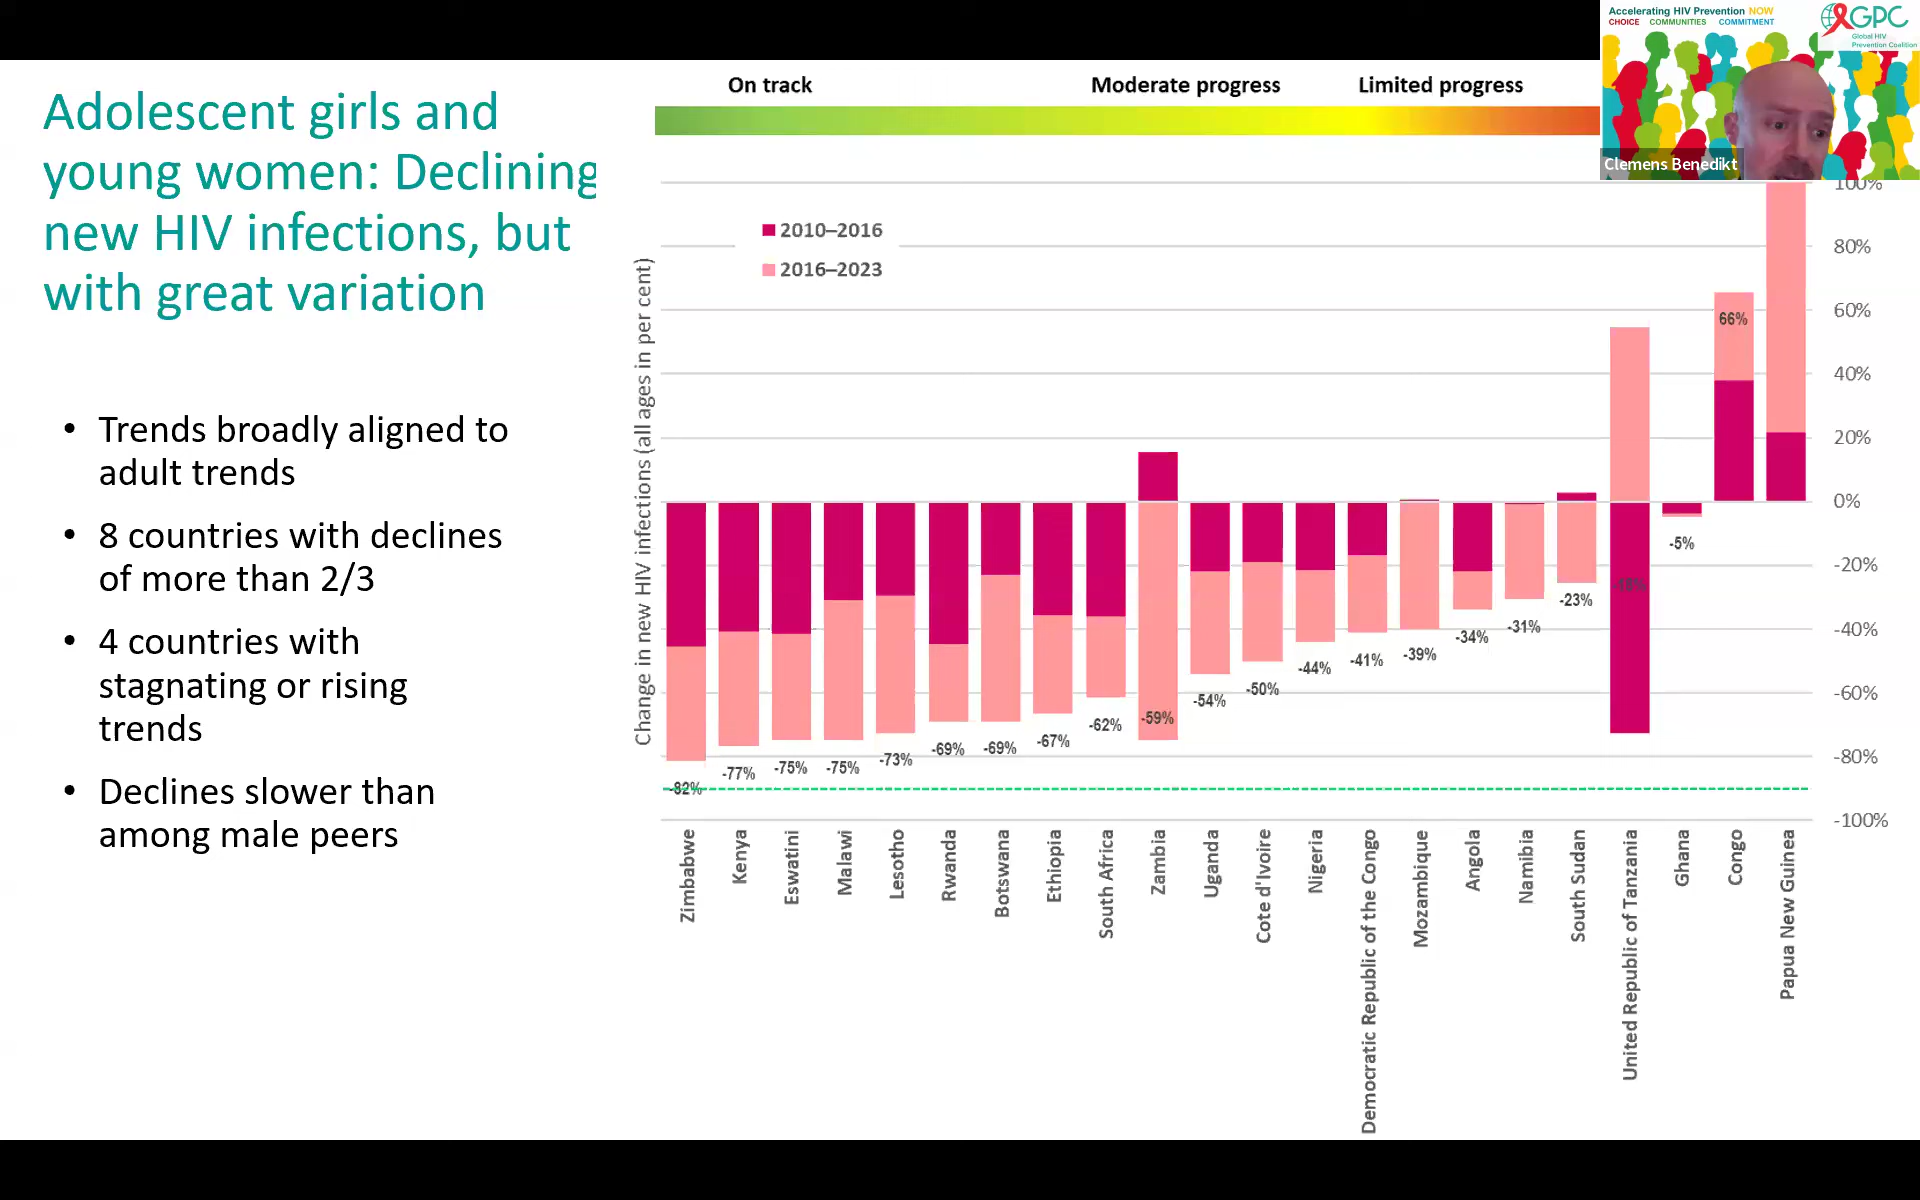 Accelerating HIV Prevention NOW
CHOICE COMMUNITIES COMMITMENT
GPC
Global HIV
Prevention Coalition
Clemens Benedikt
Adolescent girls and
young women: Declining
new HIV infections, but
with great variation
• Trends broadly aligned to
adult trends
• 8 countries with declines
of more than 2/3
• 4 countries with
stagnating or rising
trends
• Declines slower than
among male peers
On track
Moderate progress
Limited progress
2010–2016
2016–2023
Change in new HIV infections (all ages in per cent)
100%
80%
60%
40%
20%
0%
-20%
-40%
-60%
-80%
-100%
-82%
-77%
-75%
-75%
-73%
-69%
-69%
-67%
-62%
-59%
-54%
-50%
-44%
-41%
-39%
-34%
-31%
-23%
-5%
66%
Zimbabwe
Kenya
Eswatini
Malawi
Lesotho
Rwanda
Botswana
Ethiopia
South Africa
Zambia
Uganda
Cote d'Ivoire
Nigeria
Democratic Republic of the Congo
Mozambique
Angola
Namibia
South Sudan
United Republic of Tanzania
Ghana
Congo
Papua New Guinea